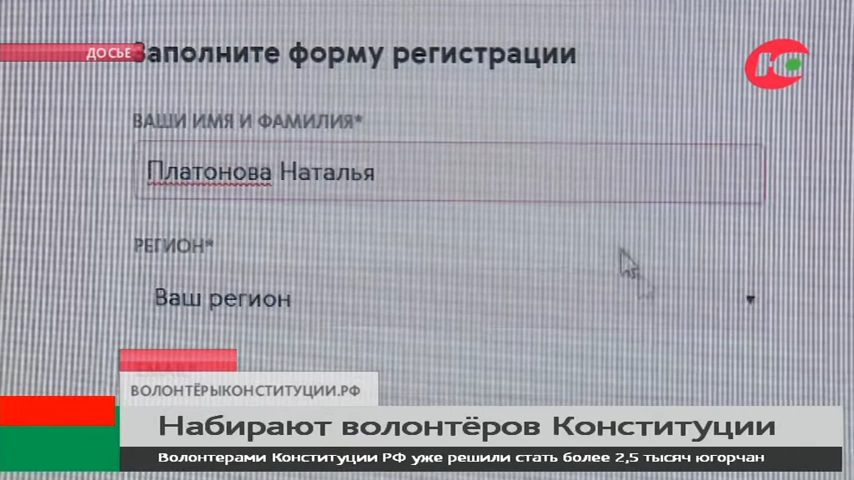 ДОСЬЕ
Заполните форму регистрации
ВАШИ ИМЯ И ФАМИЛИЯ*
Платонова Наталья
РЕГИОН*
Ваш регион
EMAIL*
ВОЛОНТЁРЫКОНСТИТУЦИИ.РФ
Набирают волонтёров Конституции
Волонтерами Конституции РФ уже решили стать более 2,5 тысяч югорчан